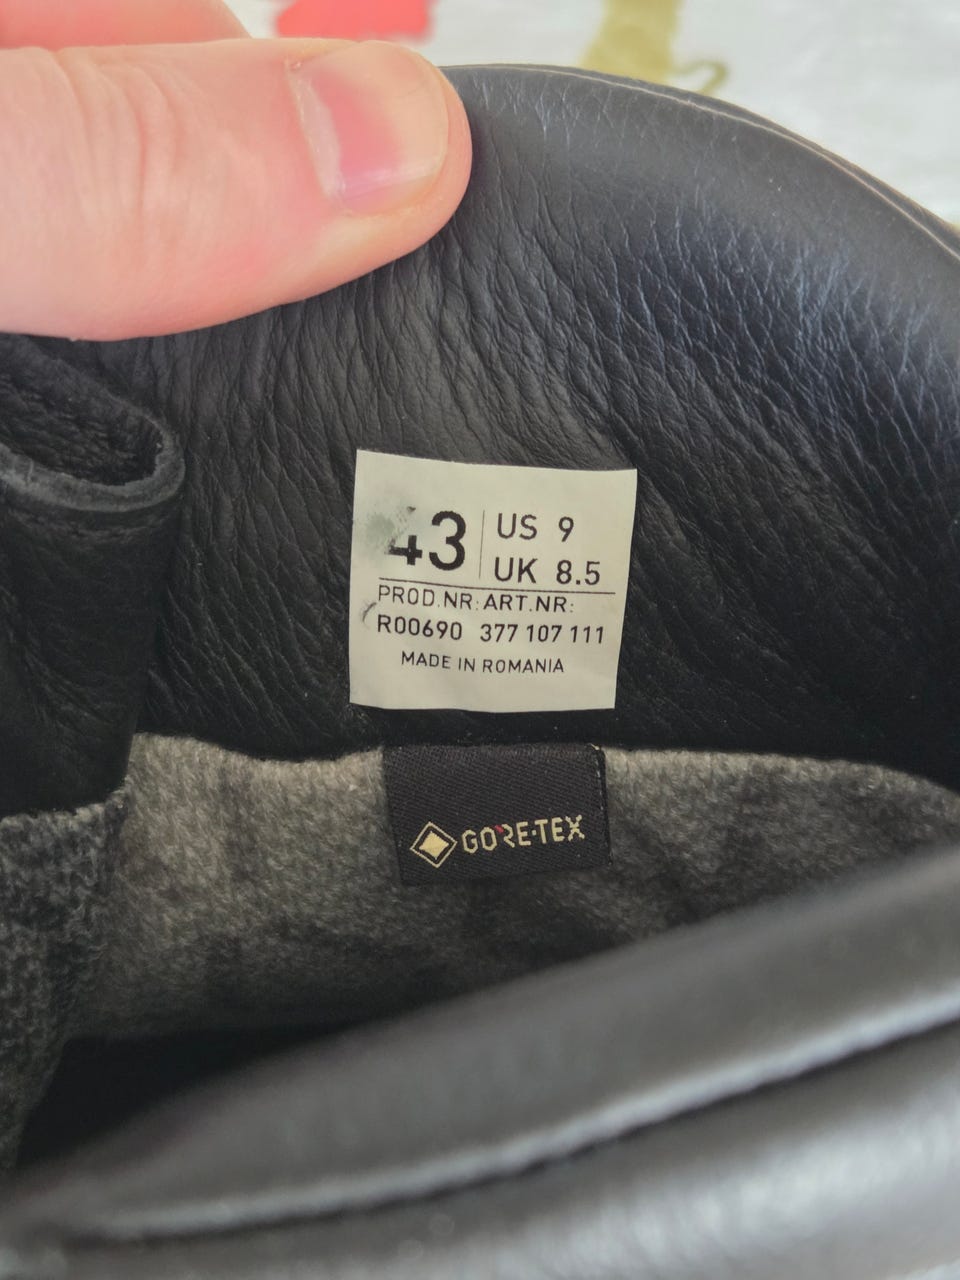 43
US 9
UK 8.5
PROD.NR: ART.NR:
R00690 377 107 111
MADE IN ROMANIA
GORE-TEX